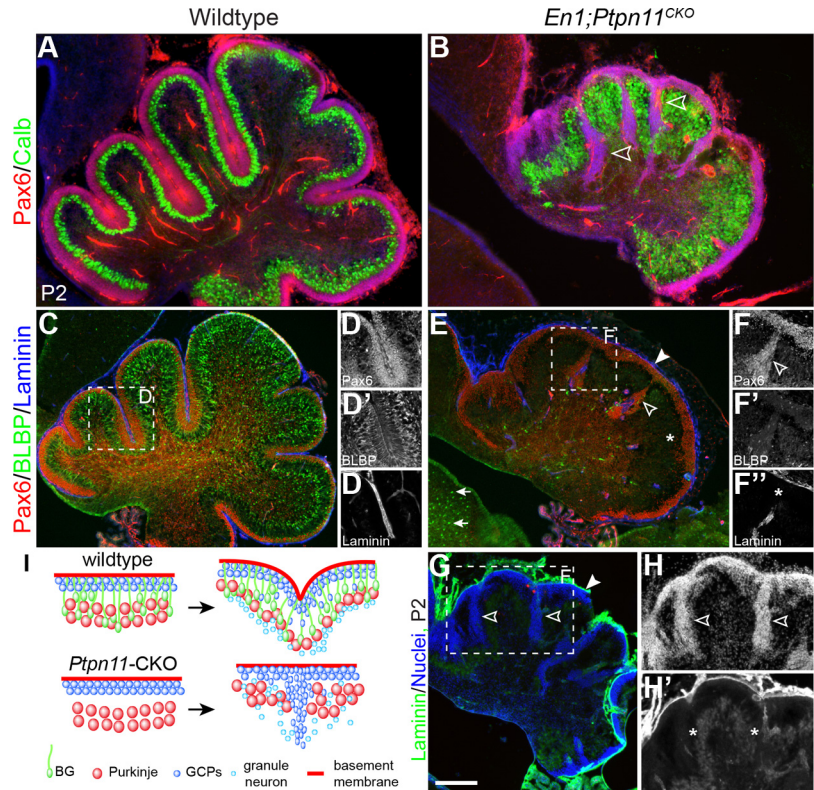 Wildtype
En1;Ptpn11CKO
A
B
Pax6/Calb
P2
C
D
D
Pax6
D'
BLBP
D
Laminin
Pax6/BLBP/Laminin
E
F
F
Pax6
F'
BLBP
F''
Laminin
I
wildtype
Ptpn11-CKO
BG
Purkinje
GCPs
granule
neuron
basement
membrane
G
F
P2
Laminin/Nuclei
H
H'